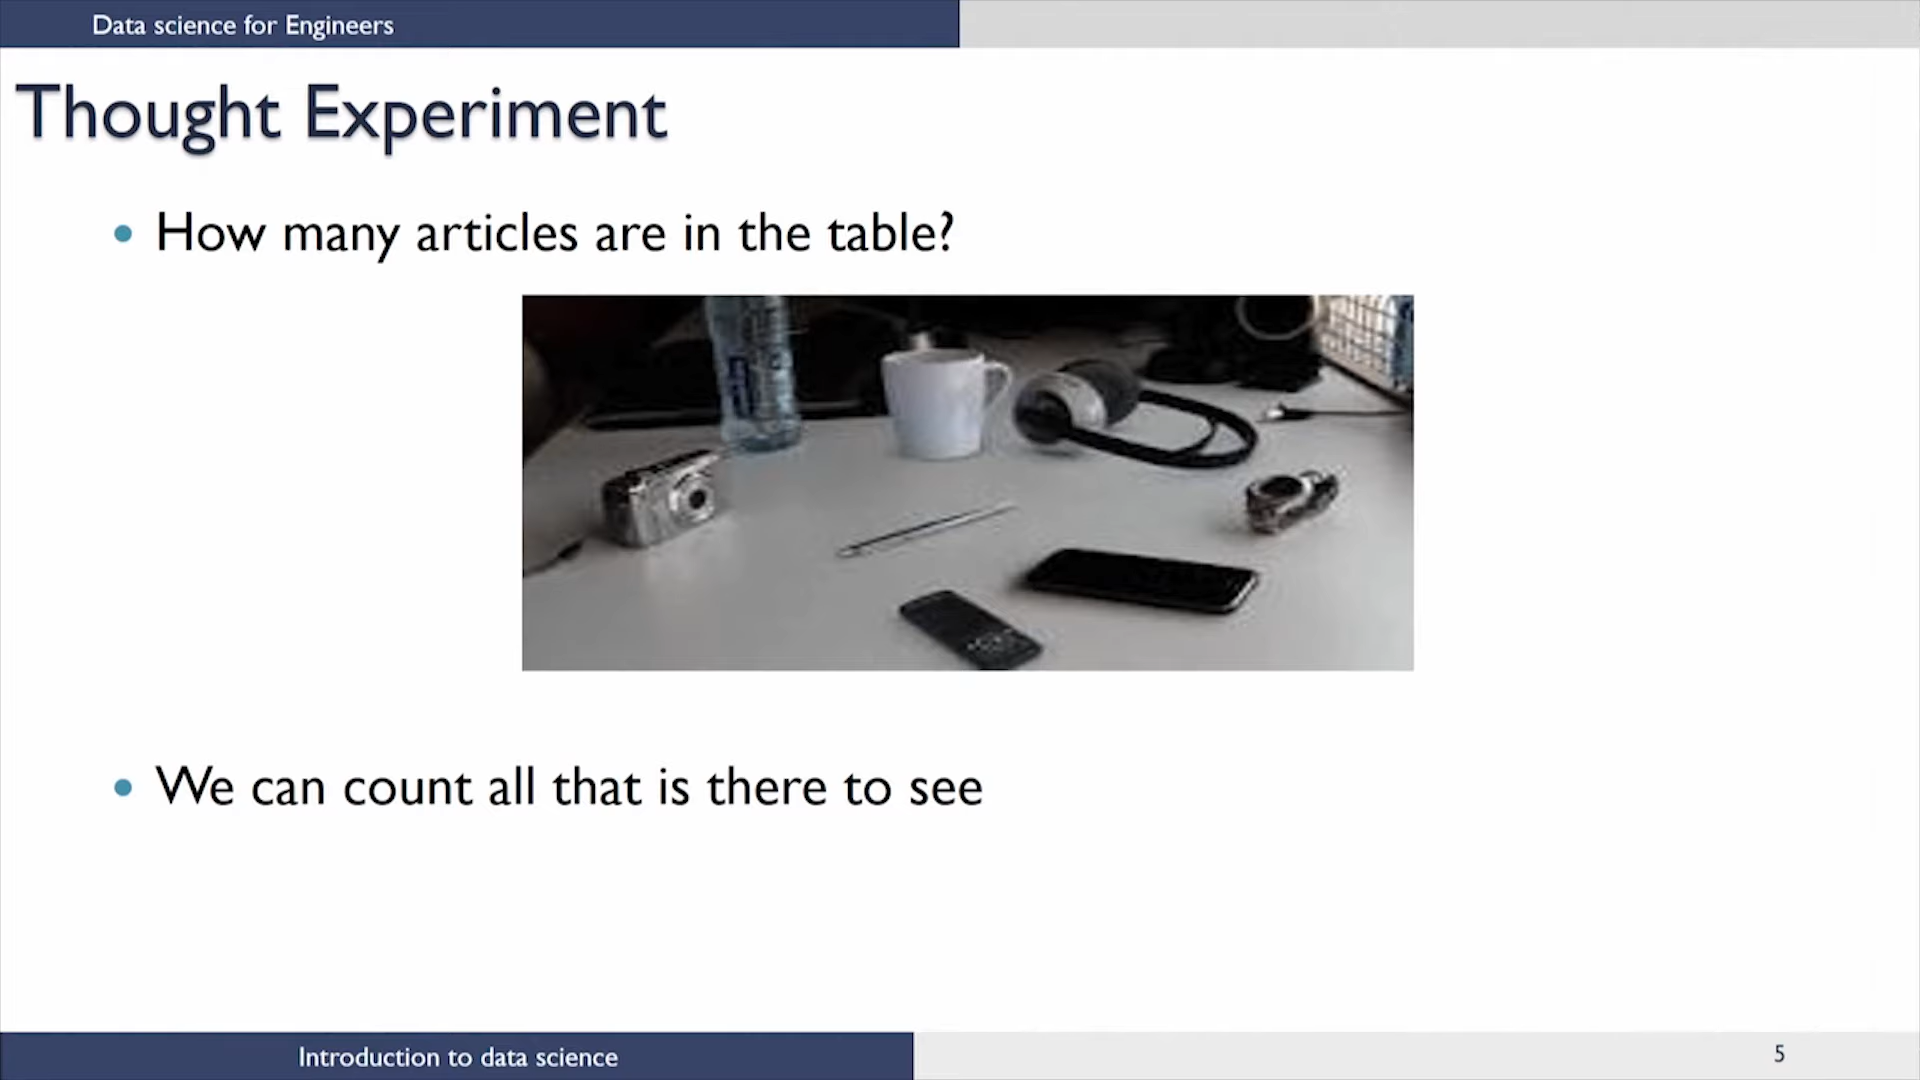 Data science for Engineers
Thought Experiment
• How many articles are in the table?
• We can count all that is there to see
Introduction to data science
5